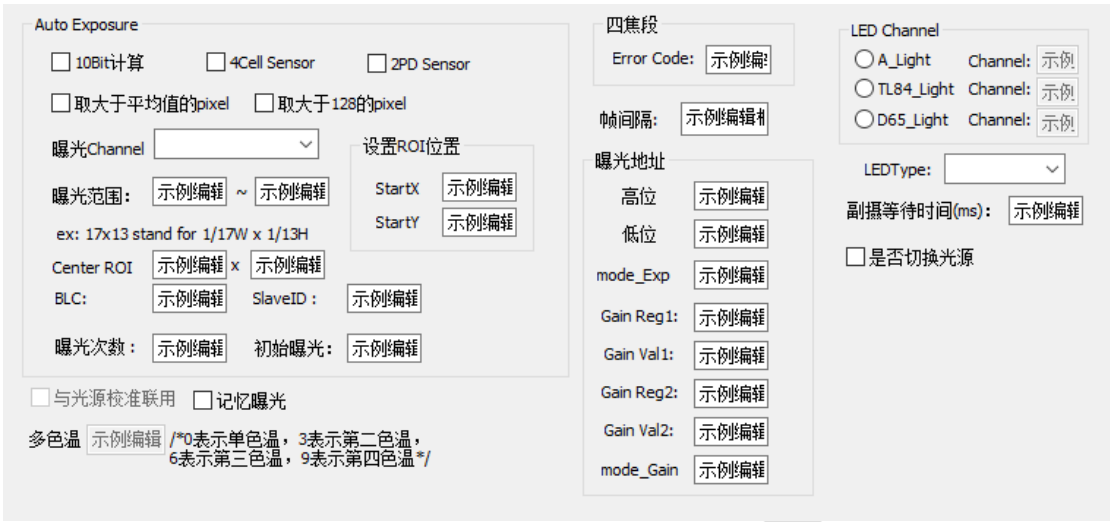 Auto Exposure
10Bit计算 4Cell Sensor 2PD Sensor
取大于平均值的pixel 取大于128的pixel
曝光Channel
设置ROI位置
曝光范围： 示例编辑 ~ 示例编辑
StartX 示例编辑
StartY 示例编辑
ex: 17x13 stand for 1/17W x 1/13H
Center ROI 示例编辑 x 示例编辑
BLC: 示例编辑 SlaveID : 示例编辑
曝光次数： 示例编辑 初始曝光： 示例编辑
与光源校准联用 记忆曝光
多色温 示例编辑 /*0表示单色温，3表示第二色温，
6表示第三色温，9表示第四色温*/
四焦段
Error Code: 示例编
帧间隔: 示例编辑
曝光地址
高位 示例编辑
低位 示例编辑
mode_Exp 示例编辑
Gain Reg1: 示例编辑
Gain Val1: 示例编辑
Gain Reg2: 示例编辑
Gain Val2: 示例编辑
mode_Gain 示例编辑
LED Channel
A_Light Channel: 示例
TL84_Light Channel: 示例
D65_Light Channel: 示例
LEDType:
副摄等待时间(ms)： 示例编辑
是否切换光源